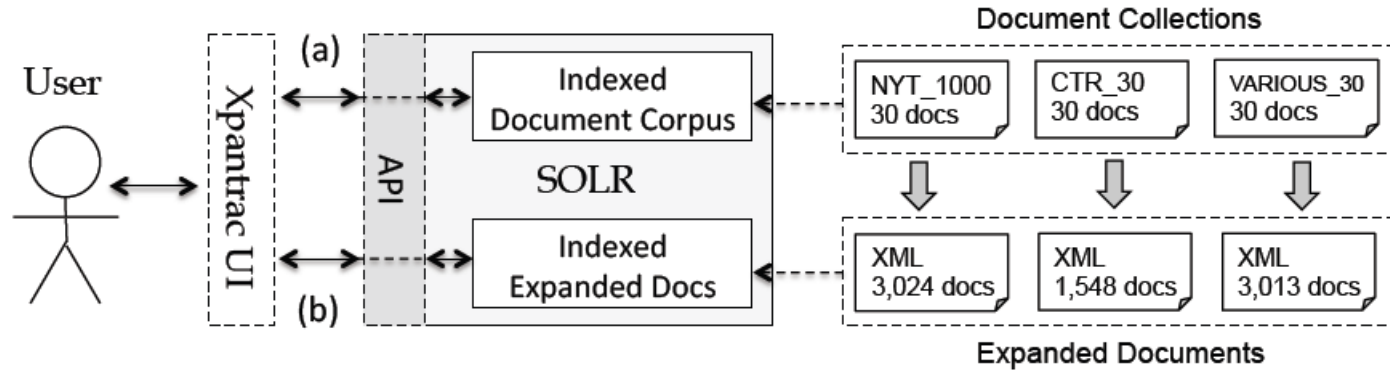 User
Xpantrac UI
(a)
(b)
API
Indexed
Document Corpus
SOLR
Indexed
Expanded Docs
Document Collections
NYT_1000
30 docs
CTR_30
30 docs
VARIOUS_30
30 docs
XML
3,024 docs
XML
1,548 docs
XML
3,013 docs
Expanded Documents